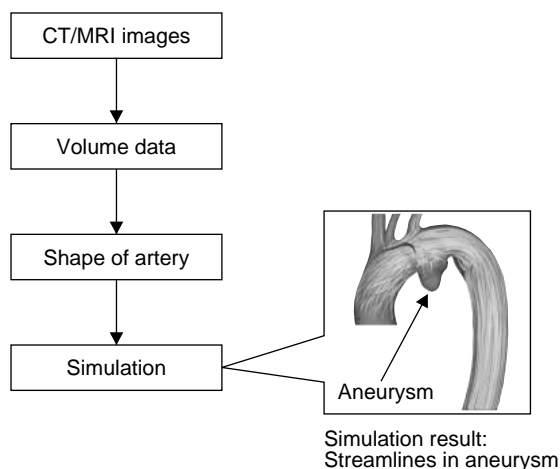 CT/MRI images
Volume data
Shape of artery
Simulation
Aneurysm
Simulation result:
Streamlines in aneurysm